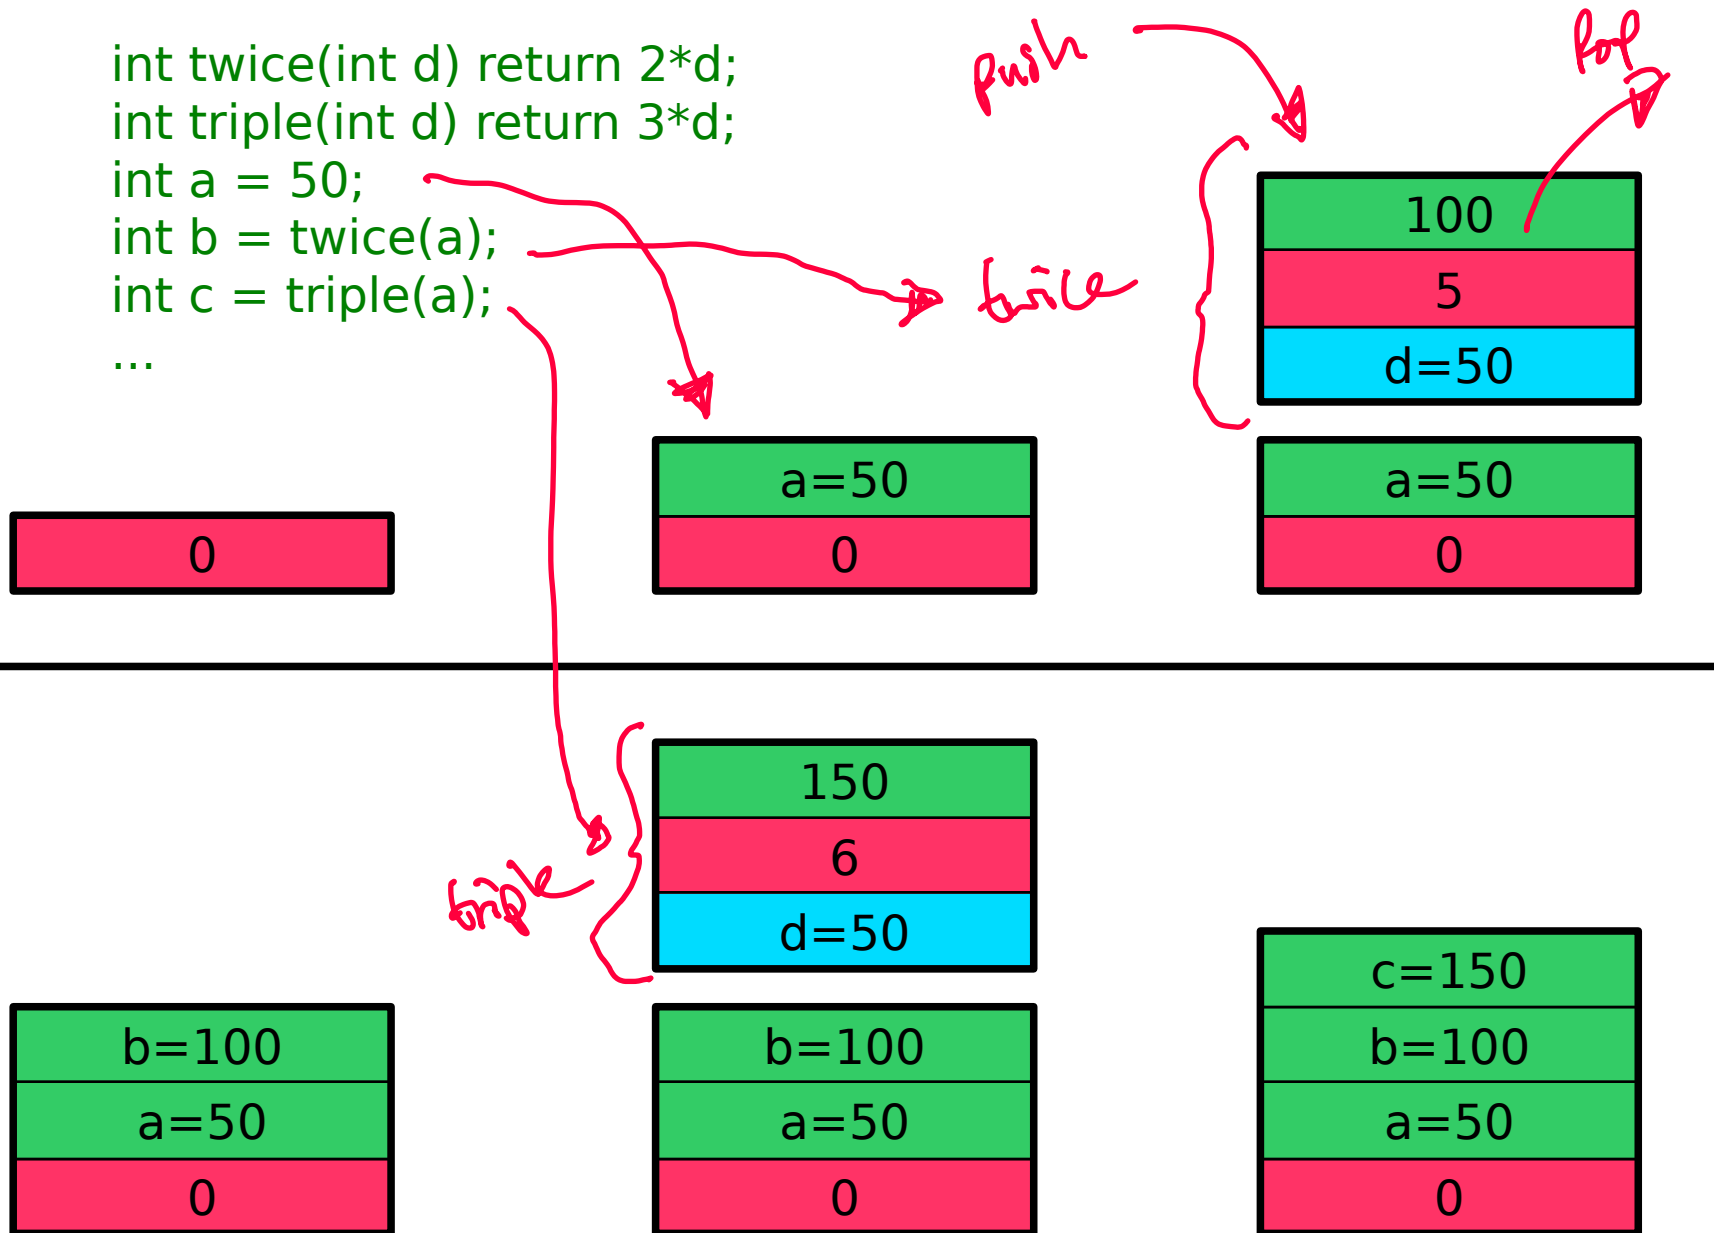 int twice(int d) return 2*d;
int triple(int d) return 3*d;
int a = 50;
int b = twice(a);
int c = triple(a);
...
push
pop
twice
100
5
d=50
0
a=50
0
a=50
0
triple
150
6
d=50
b=100
a=50
0
b=100
a=50
0
c=150
b=100
a=50
0